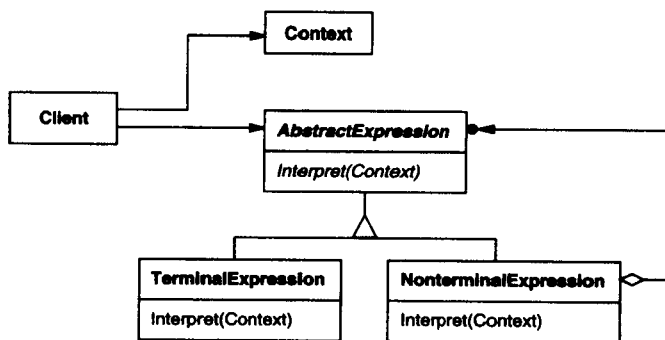 Context
Client
AbstractExpression
Interpret(Context)
TerminalExpression
Interpret(Context)
NonterminalExpression
Interpret(Context)